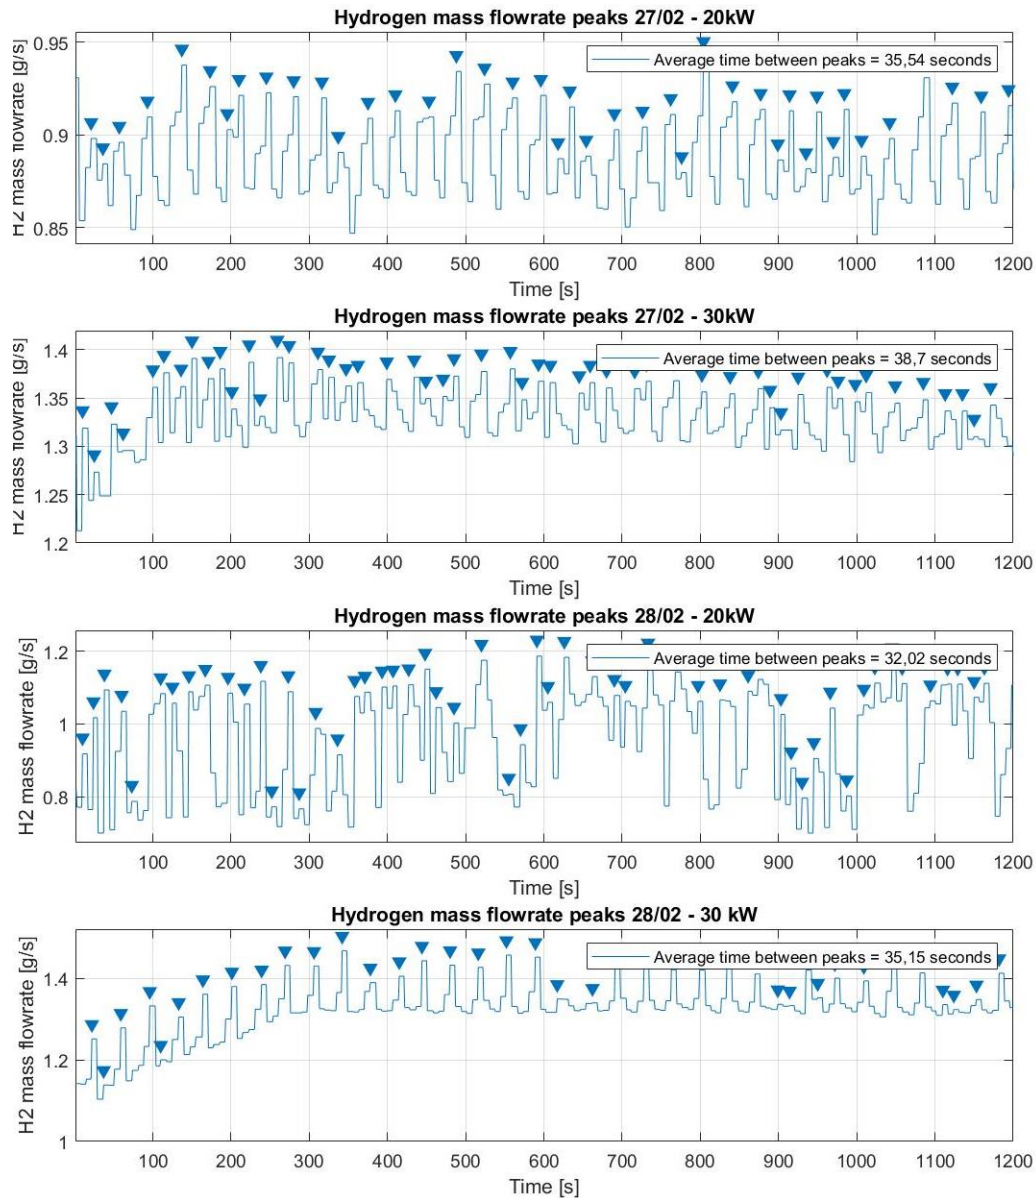 Hydrogen mass flowrate peaks 27/02 - 20kW
H2 mass flowrate [g/s]
0.95
0.9
0.85
Average time between peaks = 35,54 seconds
100 200 300 400 500 600 700 800 900 1000 1100 1200
Time [s]
Hydrogen mass flowrate peaks 27/02 - 30kW
H2 mass flowrate [g/s]
1.4
1.35
1.3
1.25
1.2
Average time between peaks = 38,7 seconds
100 200 300 400 500 600 700 800 900 1000 1100 1200
Time [s]
Hydrogen mass flowrate peaks 28/02 - 20kW
H2 mass flowrate [g/s]
1.2
1
0.8
Average time between peaks = 32,02 seconds
100 200 300 400 500 600 700 800 900 1000 1100 1200
Time [s]
Hydrogen mass flowrate peaks 28/02 - 30 kW
H2 mass flowrate [g/s]
1.4
1.2
1
Average time between peaks = 35,15 seconds
100 200 300 400 500 600 700 800 900 1000 1100 1200
Time [s]